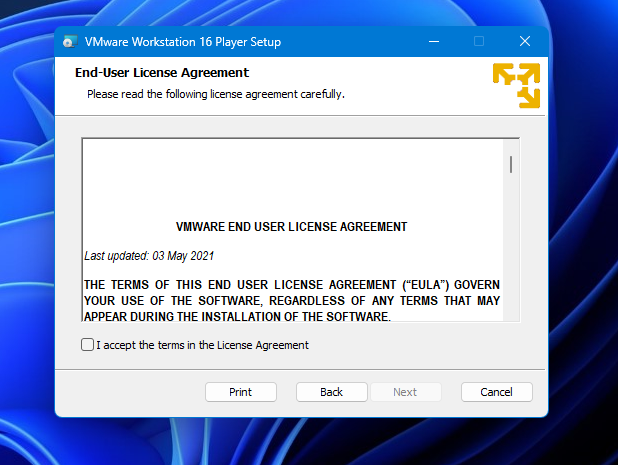 VMware Workstation 16 Player Setup
End-User License Agreement
Please read the following license agreement carefully.
VMWARE END USER LICENSE AGREEMENT
Last updated: 03 May 2021
THE TERMS OF THIS END USER LICENSE AGREEMENT (“EULA”) GOVERN
YOUR USE OF THE SOFTWARE, REGARDLESS OF ANY TERMS THAT MAY
APPEAR DURING THE INSTALLATION OF THE SOFTWARE.
I accept the terms in the License Agreement
Print Back Next Cancel